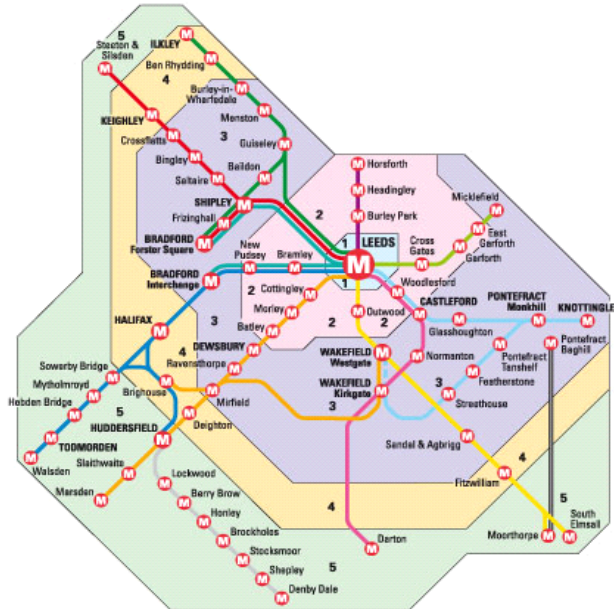 5
Steeton &
Silsden
ILKLEY
Ben Rhydding
4
Burley-in-
Wharfedale
KEIGHLEY
Menston
Crossflatts
3
Guiseley
Bingley
Baildon
Saltaire
SHIPLEY
Frizinghall
BRADFORD
Forster Square
Horsforth
Headingley
Burley Park
2
Micklefield
East
Garforth
Garforth
1
LEEDS
M
1
Cross
Gates
New
Pudsey
Bramley
BRADFORD
Interchange
2
Cottingley
Woodlesford
CASTLEFORD
PONTEFRACT
Monkhill
KNOTTINGLEY
Morley
Outwood
Glasshoughton
2
2
HALIFAX
3
Batley
DEWSBURY
WAKEFIELD
Westgate
Normanton
Pontefract
Baghill
Pontefract
Tanshelf
Featherstone
4
Ravensthorpe
Sowerby Bridge
Mytholmroyd
Hebden Bridge
Brighouse
WAKEFIELD
Kirkgate
3
Streethouse
Mirfield
3
5
HUDDERSFIELD
Deighton
TODMORDEN
Walsden
Slaithwaite
Marsden
Sandal & Agbrigg
4
Fitzwilliam
Lockwood
Berry Brow
Honley
Brockholes
Stocksmoor
Shepley
Denby Dale
4
5
Darton
5
South
Elmsall
Moorthorpe